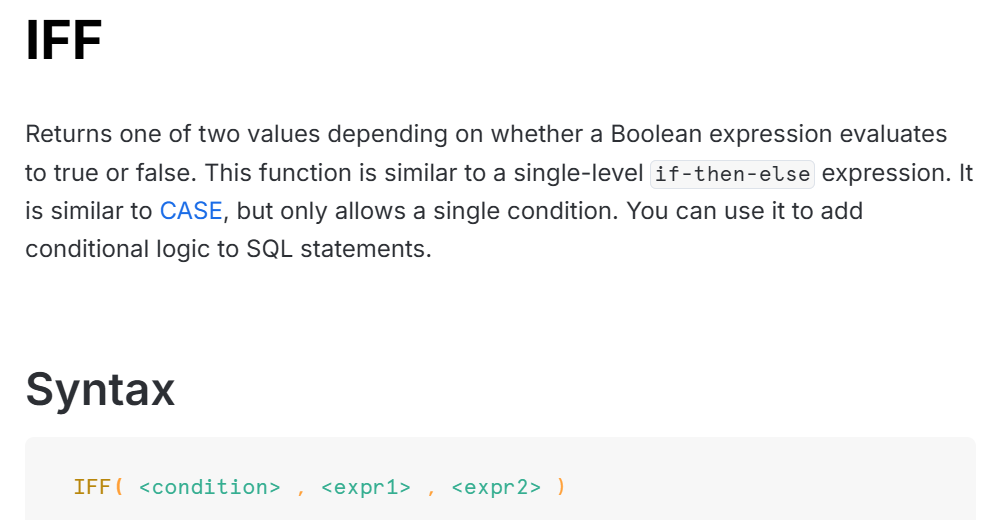 IFF
Returns one of two values depending on whether a Boolean expression evaluates
to true or false. This function is similar to a single-level if-then-else expression. It
is similar to CASE, but only allows a single condition. You can use it to add
conditional logic to SQL statements.
Syntax
IFF( <condition> , <expr1> , <expr2> )